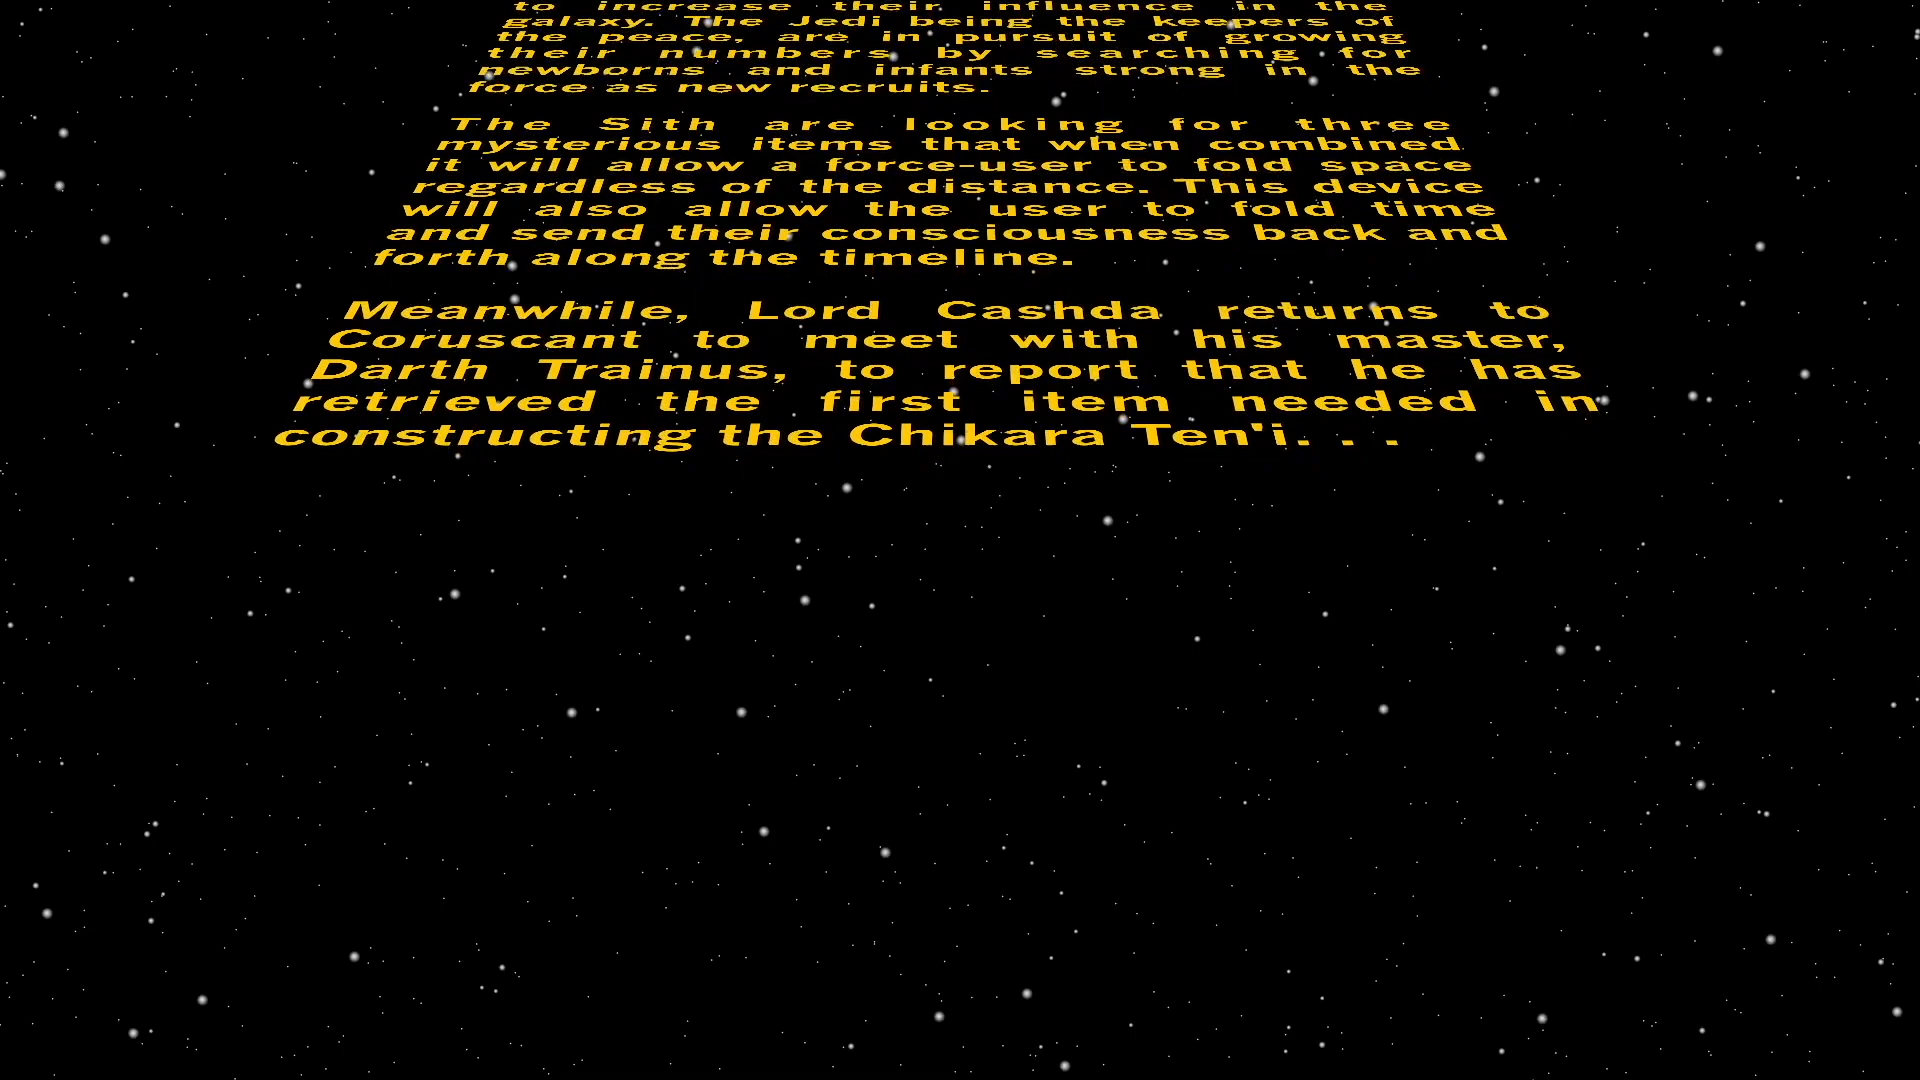 to increase their influence in the
galaxy. The Jedi being the keepers of
the peace, are in pursuit of growing
their numbers by searching for
newborns and infants strong in the
force as new recruits.
The Sith are looking for three
mysterious items that when combined
it will allow a force-user to fold space
regardless of the distance. This device
will also allow the user to fold time
and send their consciousness back and
forth along the timeline.
Meanwhile, Lord Cashda returns to
Coruscant to meet with his master,
Darth Trainus, to report that he has
retrieved the first item needed in
constructing the Chikara Ten'i. . .